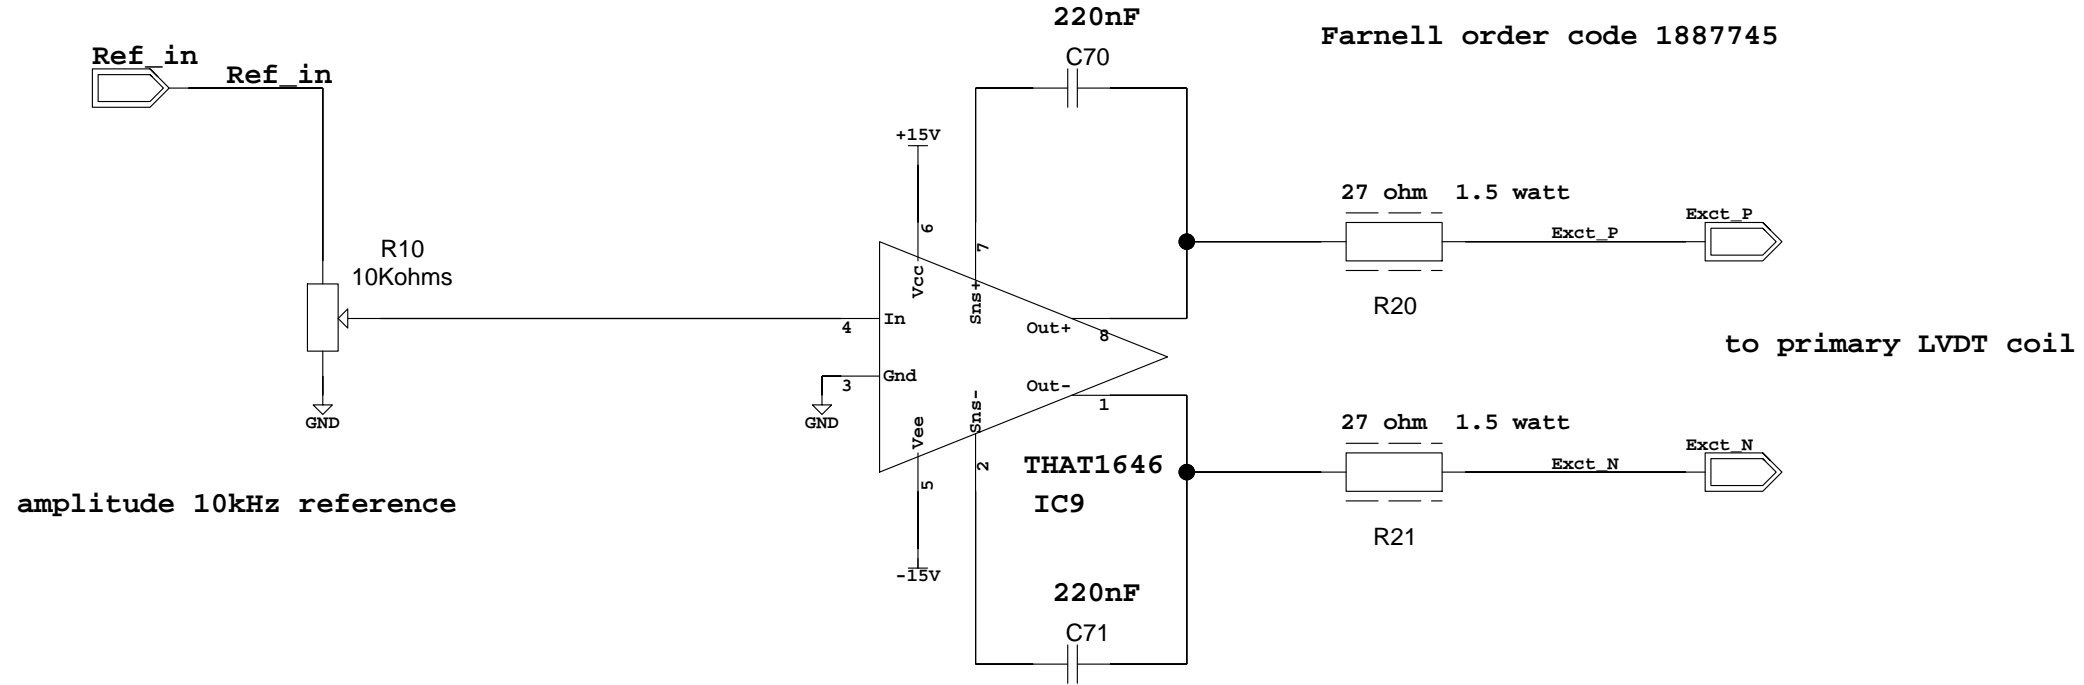 220nF
Farnell order code 1887745
C70
Ref_in
Ref_in
+15V
27 ohm 1.5 watt
Exct_P
Exct_P
6
7
R10
10Kohms
Vcc
Sns+
R20
4
In
Out+
8
to primary LVDT coil
3
Gnd
Out-
1
GND
GND
Vee
Sns-
27 ohm 1.5 watt
Exct_N
Exct_N
2
5
THAT1646
IC9
amplitude 10kHz reference
R21
-15V
220nF
C71